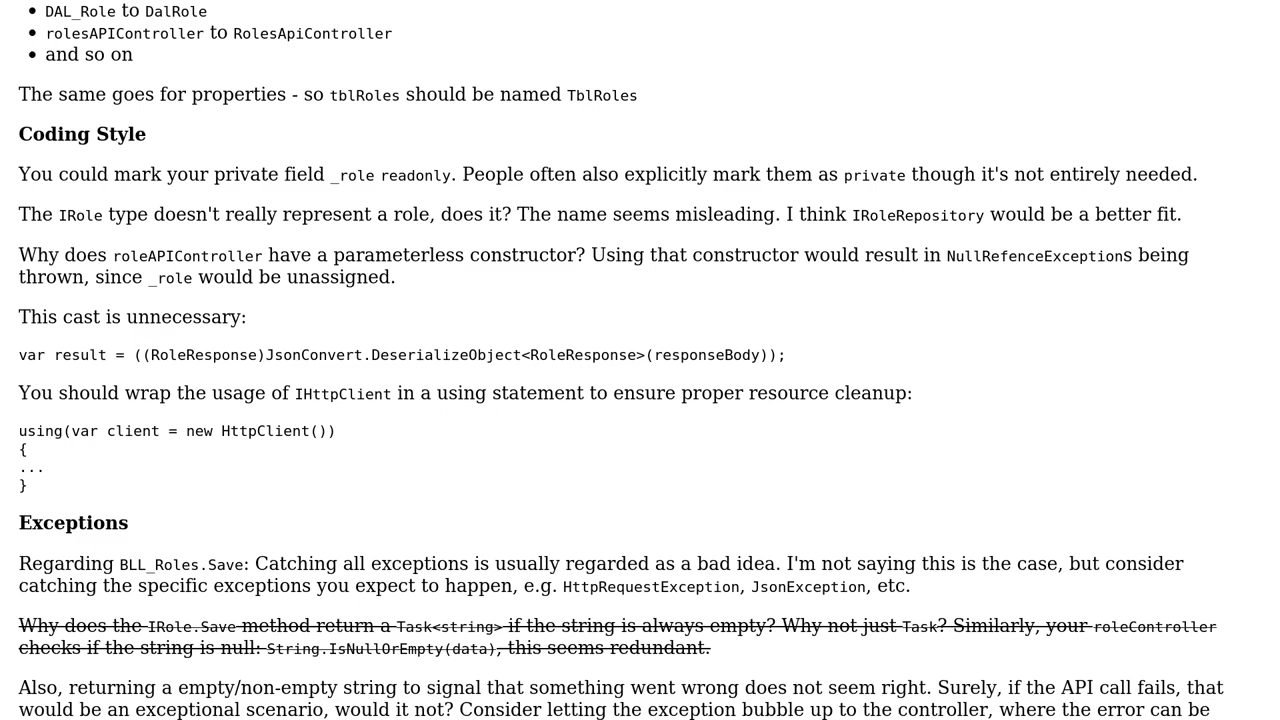 • DAL_Role to DalRole
• rolesAPIController to RolesApiController
• and so on
The same goes for properties - so tblRoles should be named TblRoles
Coding Style
You could mark your private field _role readonly. People often also explicitly mark them as private though it's not entirely needed.
The IRole type doesn't really represent a role, does it? The name seems misleading. I think IRoleRepository would be a better fit.
Why does roleAPIController have a parameterless constructor? Using that constructor would result in NullRefenceExceptions being
thrown, since _role would be unassigned.
This cast is unnecessary:
var result = ((RoleResponse)JsonConvert.DeserializeObject<RoleResponse>(responseBody));
You should wrap the usage of IHttpClient in a using statement to ensure proper resource cleanup:
using(var client = new HttpClient())
{
...
}
Exceptions
Regarding BLL_Roles.Save: Catching all exceptions is usually regarded as a bad idea. I'm not saying this is the case, but consider
catching the specific exceptions you expect to happen, e.g. HttpRequestException, JsonException, etc.
Why does the IRole.Save method return a Task<string> if the string is always empty? Why not just Task? Similarly, your roleController
checks if the string is null: String.IsNullOrEmpty(data), this seems redundant.
Also, returning a empty/non-empty string to signal that something went wrong does not seem right. Surely, if the API call fails, that
would be an exceptional scenario, would it not? Consider letting the exception bubble up to the controller, where the error can be